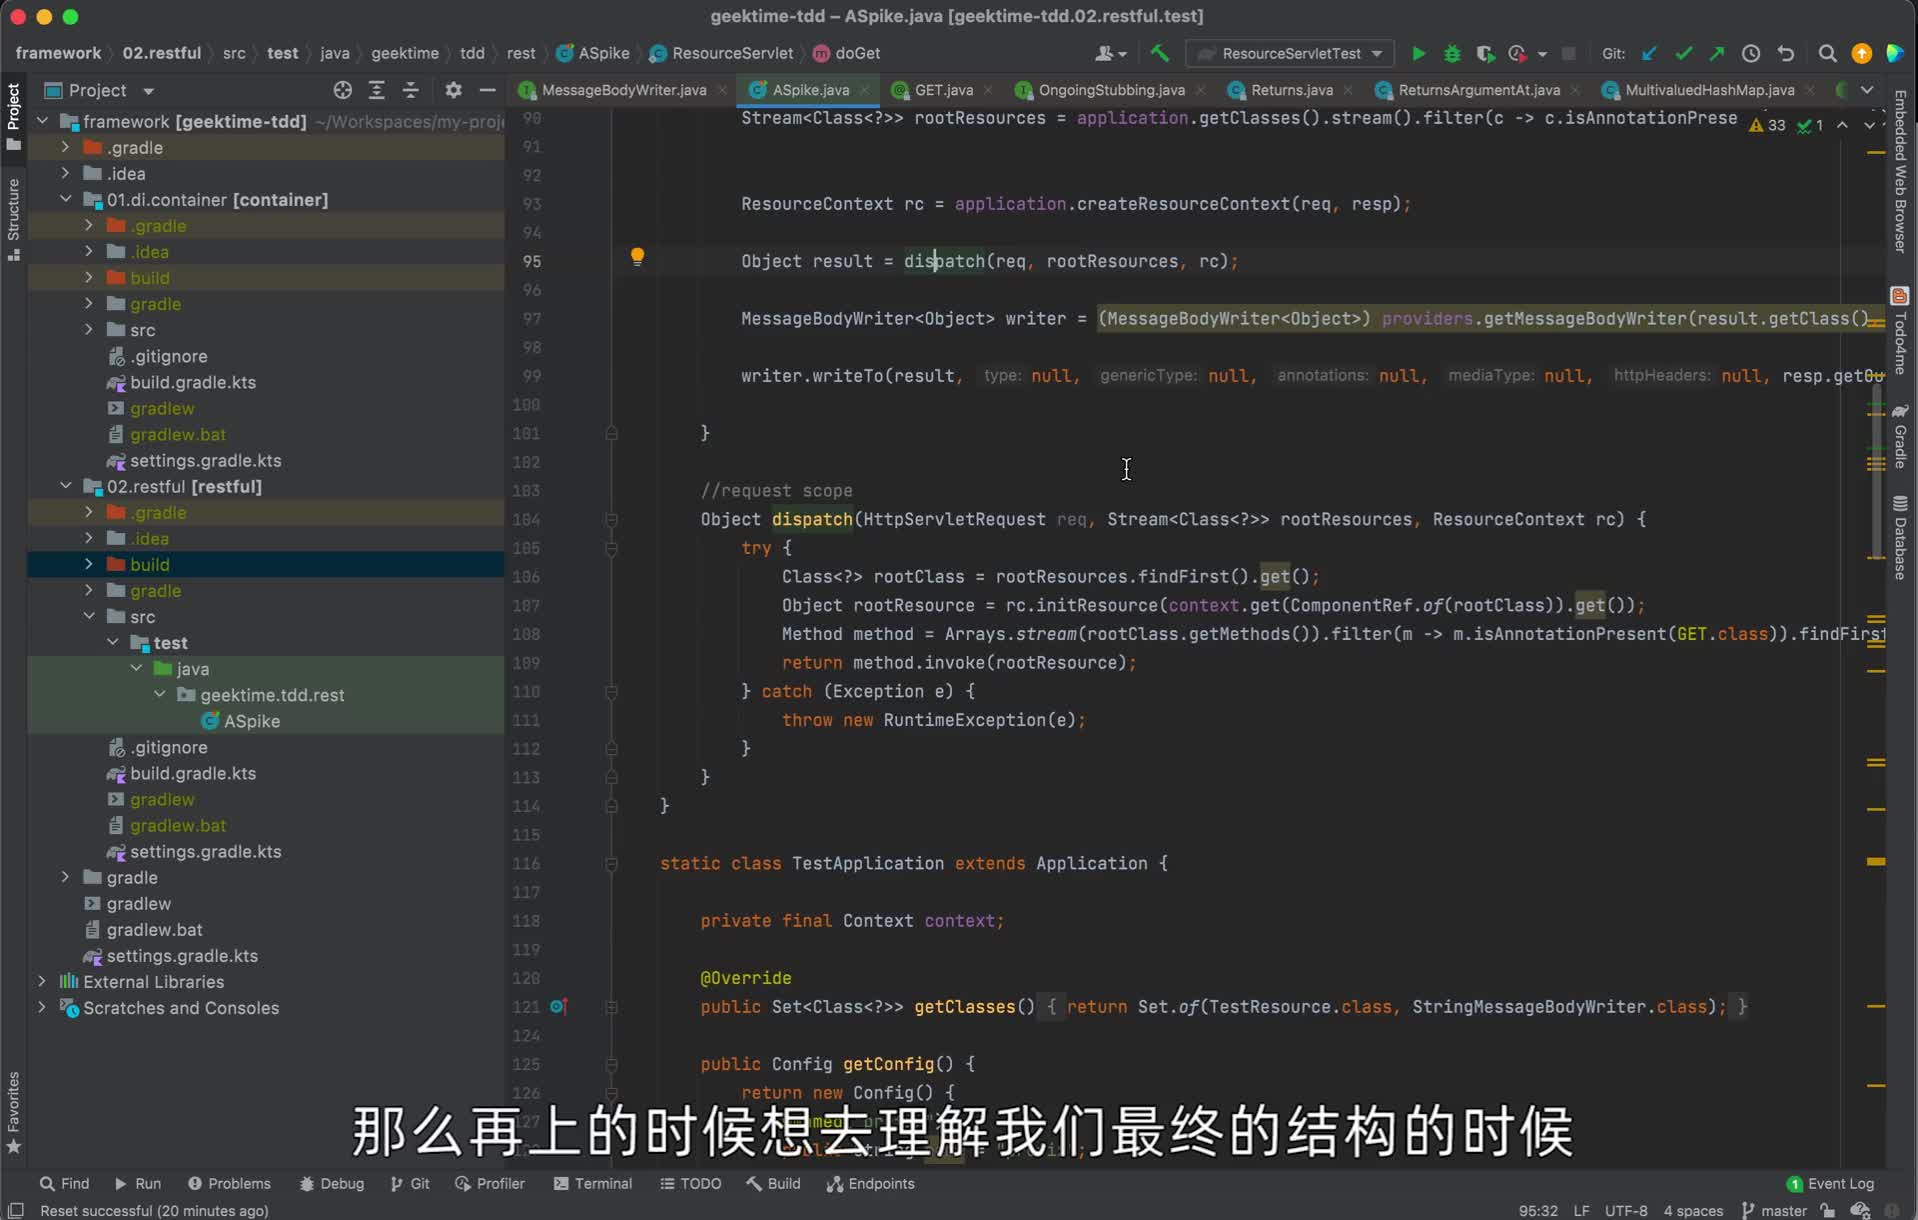 geektime-tdd – ASpike.java [geektime-tdd.02.restful.test]
framework 02.restful src test java geektime tdd rest ASpike ResourceServlet doGet
ResourceServletTest
Git:
Project
MessageBodyWriter.java
ASpike.java
GET.java
OngoingStubbing.java
Returns.java
ReturnsArgumentAt.java
MultivaluedHashMap.java
Project
Structure
Favorites
framework [geektime-tdd] ~/Workspaces/my-proj
.gradle
.idea
01.di.container [container]
.gradle
.idea
build
gradle
src
.gitignore
build.gradle.kts
gradlew
gradlew.bat
settings.gradle.kts
02.restful [restful]
.gradle
.idea
build
gradle
src
test
java
geektime.tdd.rest
ASpike
.gitignore
build.gradle.kts
gradlew
gradlew.bat
settings.gradle.kts
gradle
gradlew
gradlew.bat
settings.gradle.kts
External Libraries
Scratches and Consoles
90 Stream<Class<?>> rootResources = application.getClasses().stream().filter(c -> c.isAnnotationPrese
33 1
91
92
93 ResourceContext rc = application.createResourceContext(req, resp);
94
95 Object result = dispatch(req, rootResources, rc);
96
97 MessageBodyWriter<Object> writer = (MessageBodyWriter<Object>) providers.getMessageBodyWriter(result.getClass()
98
99 writer.writeTo(result, type: null, genericType: null, annotations: null, mediaType: null, httpHeaders: null, resp.getOu
100
101 }
102
103 //request scope
104 Object dispatch(HttpServletRequest req, Stream<Class<?>> rootResources, ResourceContext rc) {
105 try {
106 Class<?> rootClass = rootResources.findFirst().get();
107 Object rootResource = rc.initResource(context.get(ComponentRef.of(rootClass)).get());
108 Method method = Arrays.stream(rootClass.getMethods()).filter(m -> m.isAnnotationPresent(GET.class)).findFirst
109 return method.invoke(rootResource);
110 } catch (Exception e) {
111 throw new RuntimeException(e);
112 }
113 }
114 }
115
116 static class TestApplication extends Application {
117
118 private final Context context;
119
120 @Override
121 public Set<Class<?>> getClasses() { return Set.of(TestResource.class, StringMessageBodyWriter.class); }
124
125 public Config getConfig() {
126 return new Config() {
127
那么再上的时候想去理解我们最终的结构的时候
Embedded Web Browser
Todo4me
Gradle
Database
Find Run Problems Debug Git Profiler Terminal TODO Build Endpoints
1 Event Log
Reset successful (20 minutes ago)
95:32 LF UTF-8 4 spaces master